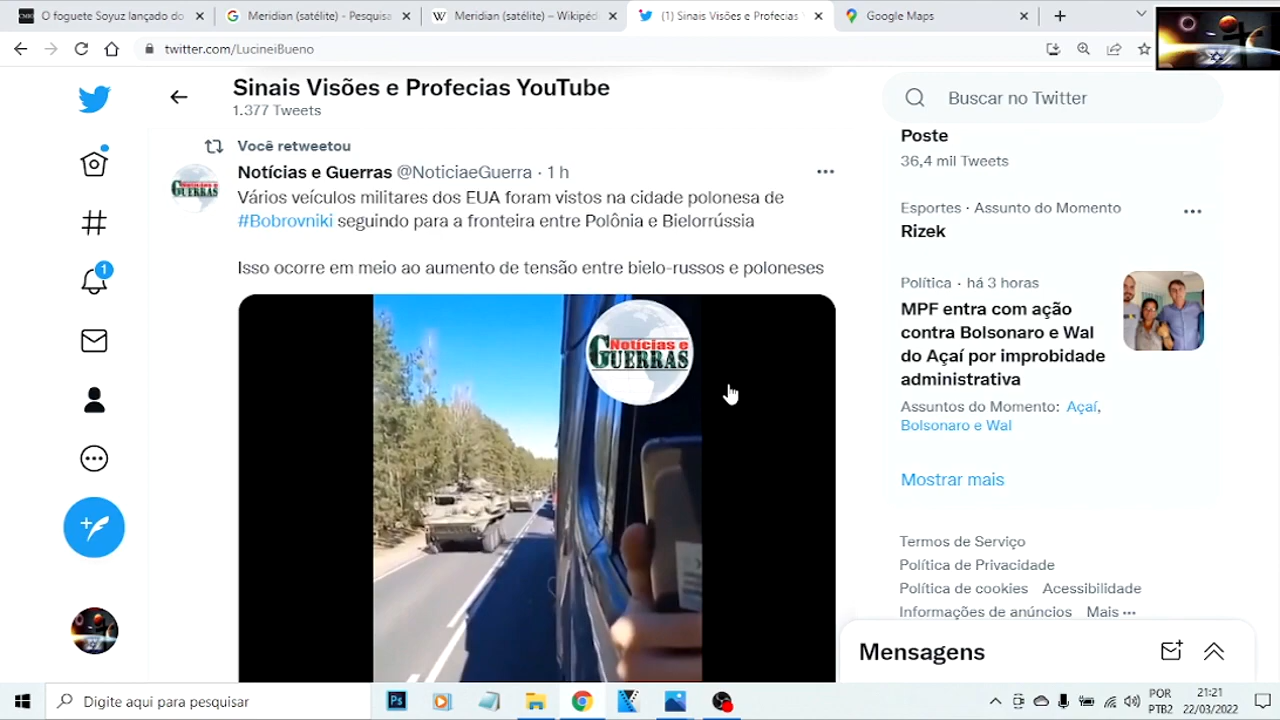 O foguete Soyuz lançado do
Meridian (satélite) - Pesquisa
Meridian (satélite) – Wikipéd
(1) Sinais Visões e Profecias
Google Maps
twitter.com/LucineiBueno
Sinais Visões e Profecias YouTube
1.377 Tweets
Buscar no Twitter
Você retweetou
Notícias e Guerras @NoticiaeGuerra · 1 h
Vários veículos militares dos EUA foram vistos na cidade polonesa de
#Bobrovniki seguindo para a fronteira entre Polônia e Bielorrússia
Isso ocorre em meio ao aumento de tensão entre bielo-russos e poloneses
Notícias e
GUERRAS
Poste
36,4 mil Tweets
Esportes · Assunto do Momento
Rizek
Política · há 3 horas
MPF entra com ação
contra Bolsonaro e Wal
do Açaí por improbidade
administrativa
Assuntos do Momento: Açaí,
Bolsonaro e Wal
Mostrar mais
Termos de Serviço
Política de Privacidade
Política de cookies Acessibilidade
Informações de anúncios Mais ···
Mensagens
1
Digite aqui para pesquisar
Ps
POR
PTB2
21:21
22/03/2022